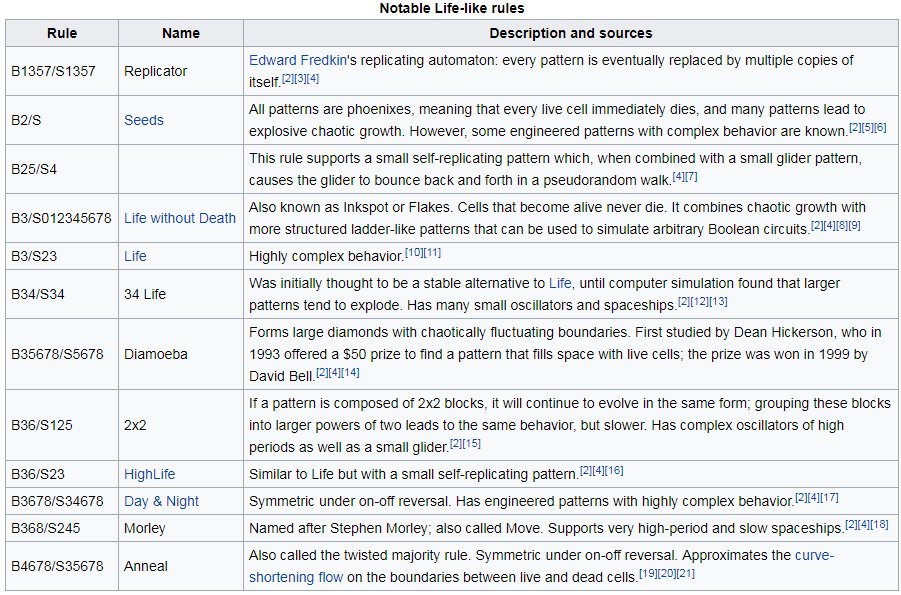 Notable Life-like rules
Rule Name Description and sources
B1357/S1357 Replicator Edward Fredkin's replicating automaton: every pattern is eventually replaced by multiple copies of
itself.[2][3][4]
B2/S Seeds All patterns are phoenixes, meaning that every live cell immediately dies, and many patterns lead to
explosive chaotic growth. However, some engineered patterns with complex behavior are known.[2][5][6]
B25/S4 This rule supports a small self-replicating pattern which, when combined with a small glider pattern,
causes the glider to bounce back and forth in a pseudorandom walk.[4][7]
B3/S012345678 Life without Death Also known as Inkspot or Flakes. Cells that become alive never die. It combines chaotic growth with
more structured ladder-like patterns that can be used to simulate arbitrary Boolean circuits.[2][4][8][9]
B3/S23 Life Highly complex behavior.[10][11]
B34/S34 34 Life Was initially thought to be a stable alternative to Life, until computer simulation found that larger
patterns tend to explode. Has many small oscillators and spaceships.[2][12][13]
B35678/S5678 Diamoeba Forms large diamonds with chaotically fluctuating boundaries. First studied by Dean Hickerson, who in
1993 offered a $50 prize to find a pattern that fills space with live cells; the prize was won in 1999 by
David Bell.[2][4][14]
B36/S125 2x2 If a pattern is composed of 2x2 blocks, it will continue to evolve in the same form; grouping these blocks
into larger powers of two leads to the same behavior, but slower. Has complex oscillators of high
periods as well as a small glider.[2][15]
B36/S23 HighLife Similar to Life but with a small self-replicating pattern.[2][4][16]
B3678/S34678 Day & Night Symmetric under on-off reversal. Has engineered patterns with highly complex behavior.[2][4][17]
B368/S245 Morley Named after Stephen Morley; also called Move. Supports very high-period and slow spaceships.[2][4][18]
B4678/S35678 Anneal Also called the twisted majority rule. Symmetric under on-off reversal. Approximates the curve-
shortening flow on the boundaries between live and dead cells.[19][20][21]